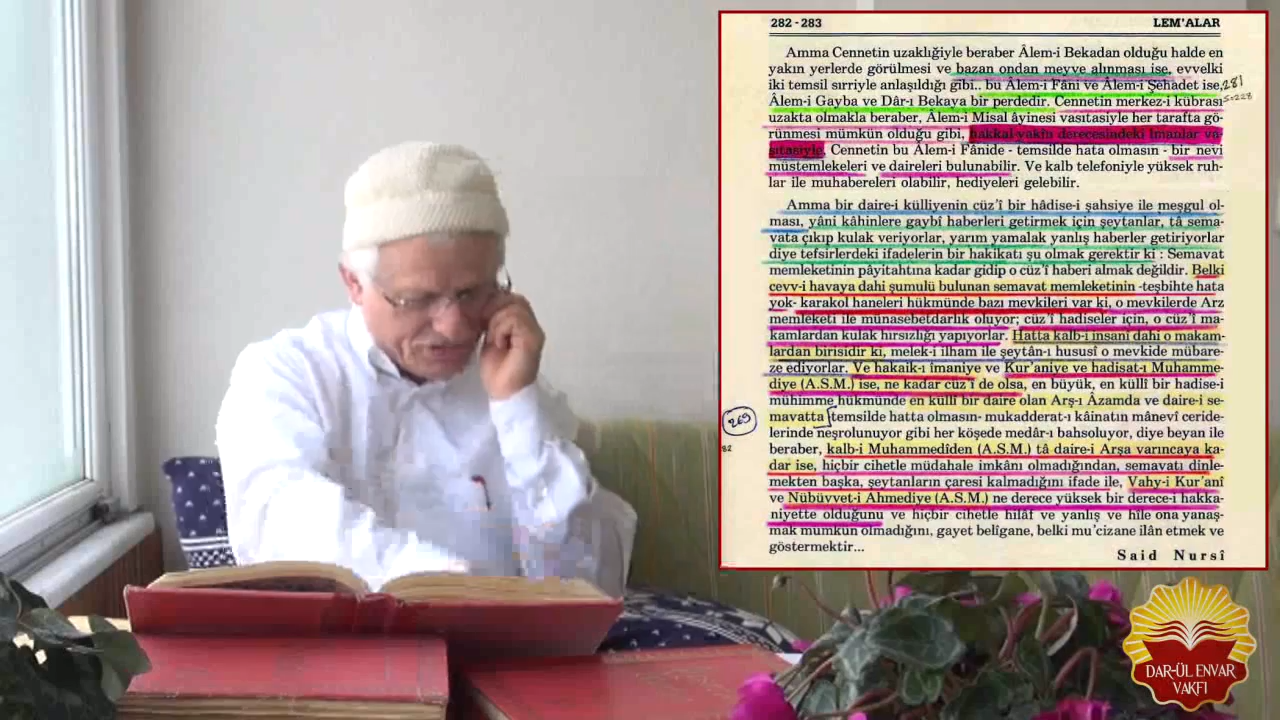 282 - 283 LEM'ALAR
Amma Cennetin uzaklığiyle beraber Âlem-i Bekadan olduğu halde en
yakın yerlerde görülmesi ve bazan ondan meyve alınması ise, evvelki
iki temsil sırriyle anlaşıldığı gibi.. bu Âlem-i Fâni ve Âlem-i Şehadet ise, 281
Âlem-i Gayba ve Dâr-ı Bekaya bir perdedir. Cennetin merkez-i kübrası S:228
uzakta olmakla beraber, Âlem-i Misal âyinesi vasıtasiyle her tarafta gö-
rünmesi mümkün olduğu gibi, hakkal-yakîn derecesindeki imanlar va-
sıtasiyle, Cennetin bu Âlem-i Fânide - temsilde hata olmasın - bir nevi
müstemlekeleri ve daireleri bulunabilir. Ve kalb telefoniyle yüksek ruh-
lar ile muhabereleri olabilir, hediyeleri gelebilir.
Amma bir daire-i külliyenin cüz'î bir hâdise-i şahsiye ile meşgul ol-
ması, yâni kâhinlere gaybî haberleri getirmek için şeytanlar, tâ sema-
vata çıkıp kulak veriyorlar, yarım yamalak yanlış haberler getiriyorlar
diye tefsirlerdeki ifadelerin bir hakikatı şu olmak gerektir ki : Semavat
memleketinin pâyitahtına kadar gidip o cüz'î haberi almak değildir. Belki
cevv-i havaya dahi şumulü bulunan semavat memleketinin -teşbihte hata
yok- karakol haneleri hükmünde bazı mevkileri var ki, o mevkilerde Arz
memleketi ile münasebetdarlık oluyor; cüz'î hadiseler için, o cüz'î ma-
kamlardan kulak hırsızlığı yapıyorlar. Hatta kalb-i insanî dahi o makam-
lardan birisidir ki, melek-i ilham ile şeytân-ı hususî o mevkide mübare-
ze ediyorlar. Ve hakaik-ı imaniye ve Kur'aniye ve hadisat-ı Muhamme-
diye (A.S.M.) ise, ne kadar cüz'î de olsa, en büyük, en küllî bir hadise-i
mühimme hükmünde en küllî bir daire olan Arş-ı Âzamda ve daire-i se-
269 mavatta temsilde hatta olmasın- mukadderat-ı kâinatın mânevî ceride-
lerinde neşrolunuyor gibi her köşede medâr-ı bahsoluyor, diye beyan ile
82 beraber, kalb-i Muhammedîden (A.S.M.) tâ daire-i Arşa varıncaya ka-
dar ise, hiçbir cihetle müdahale imkânı olmadığından, semavatı dinle-
mekten başka, şeytanların çaresi kalmadığını ifade ile, Vahy-i Kur'anî
ve Nübüvvet-i Ahmediye (A.S.M.) ne derece yüksek bir derece-i hakka-
niyette olduğunu ve hiçbir cihetle hilâf ve yanlış ve hîle ona yanaş-
mak mümkün olmadığını, gayet belîgane, belki mu'cizane ilân etmek ve
göstermektir...
Said Nursî
DAR-ÜL ENVAR
VAKFI